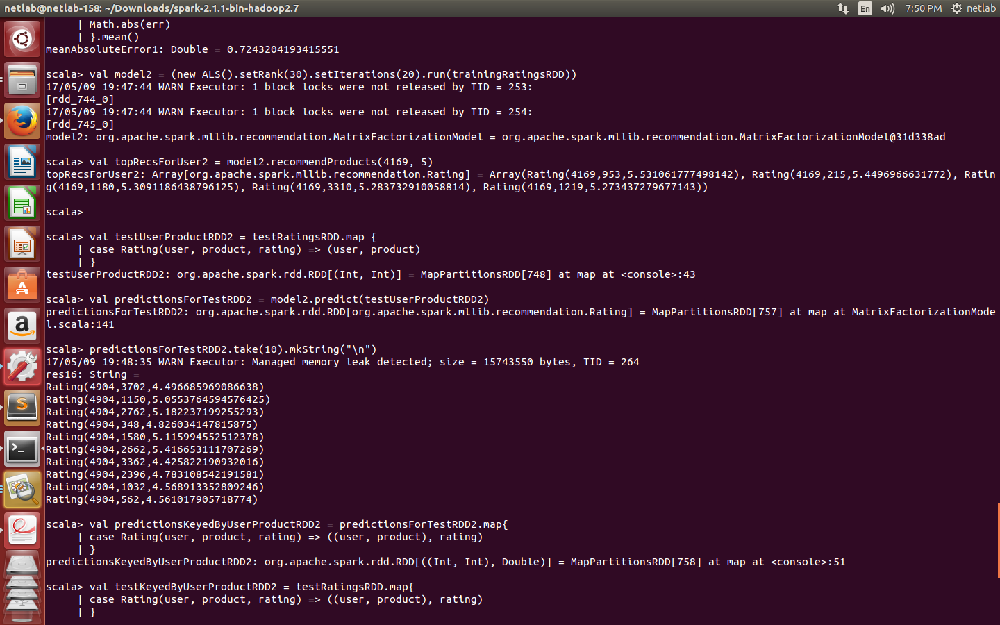 netlab@netlab-158: ~/Downloads/spark-2.1.1-bin-hadoop2.7
En
7:50 PM
netlab
| Math.abs(err)
| }.mean()
meanAbsoluteError1: Double = 0.7243204193415551
scala> val model2 = (new ALS().setRank(30).setIterations(20).run(trainingRatingsRDD))
17/05/09 19:47:44 WARN Executor: 1 block locks were not released by TID = 253:
[rdd_744_0]
17/05/09 19:47:44 WARN Executor: 1 block locks were not released by TID = 254:
[rdd_745_0]
model2: org.apache.spark.mllib.recommendation.MatrixFactorizationModel = org.apache.spark.mllib.recommendation.MatrixFactorizationModel@31d338ad
scala> val topRecsForUser2 = model2.recommendProducts(4169, 5)
topRecsForUser2: Array[org.apache.spark.mllib.recommendation.Rating] = Array(Rating(4169,953,5.531061777498142), Rating(4169,215,5.4496966631772), Ratin
g(4169,1180,5.3091186438796125), Rating(4169,3310,5.283732910058814), Rating(4169,1219,5.273437279677143))
scala>
scala> val testUserProductRDD2 = testRatingsRDD.map {
| case Rating(user, product, rating) => (user, product)
| }
testUserProductRDD2: org.apache.spark.rdd.RDD[(Int, Int)] = MapPartitionsRDD[748] at map at <console>:43
scala> val predictionsForTestRDD2 = model2.predict(testUserProductRDD2)
predictionsForTestRDD2: org.apache.spark.rdd.RDD[org.apache.spark.mllib.recommendation.Rating] = MapPartitionsRDD[757] at map at MatrixFactorizationMode
l.scala:141
scala> predictionsForTestRDD2.take(10).mkString("\n")
17/05/09 19:48:35 WARN Executor: Managed memory leak detected; size = 15743550 bytes, TID = 264
res16: String =
Rating(4904,3702,4.496685969086638)
Rating(4904,1150,5.0553764594576425)
Rating(4904,2762,5.182237199255293)
Rating(4904,348,4.826034147815875)
Rating(4904,1580,5.115994552512378)
Rating(4904,2662,5.416653111707269)
Rating(4904,3362,4.425822190932016)
Rating(4904,2396,4.783108542191581)
Rating(4904,1032,4.568913352809246)
Rating(4904,562,4.561017905718774)
scala> val predictionsKeyedByUserProductRDD2 = predictionsForTestRDD2.map{
| case Rating(user, product, rating) => ((user, product), rating)
| }
predictionsKeyedByUserProductRDD2: org.apache.spark.rdd.RDD[((Int, Int), Double)] = MapPartitionsRDD[758] at map at <console>:51
scala> val testKeyedByUserProductRDD2 = testRatingsRDD.map{
| case Rating(user, product, rating) => ((user, product), rating)
| }